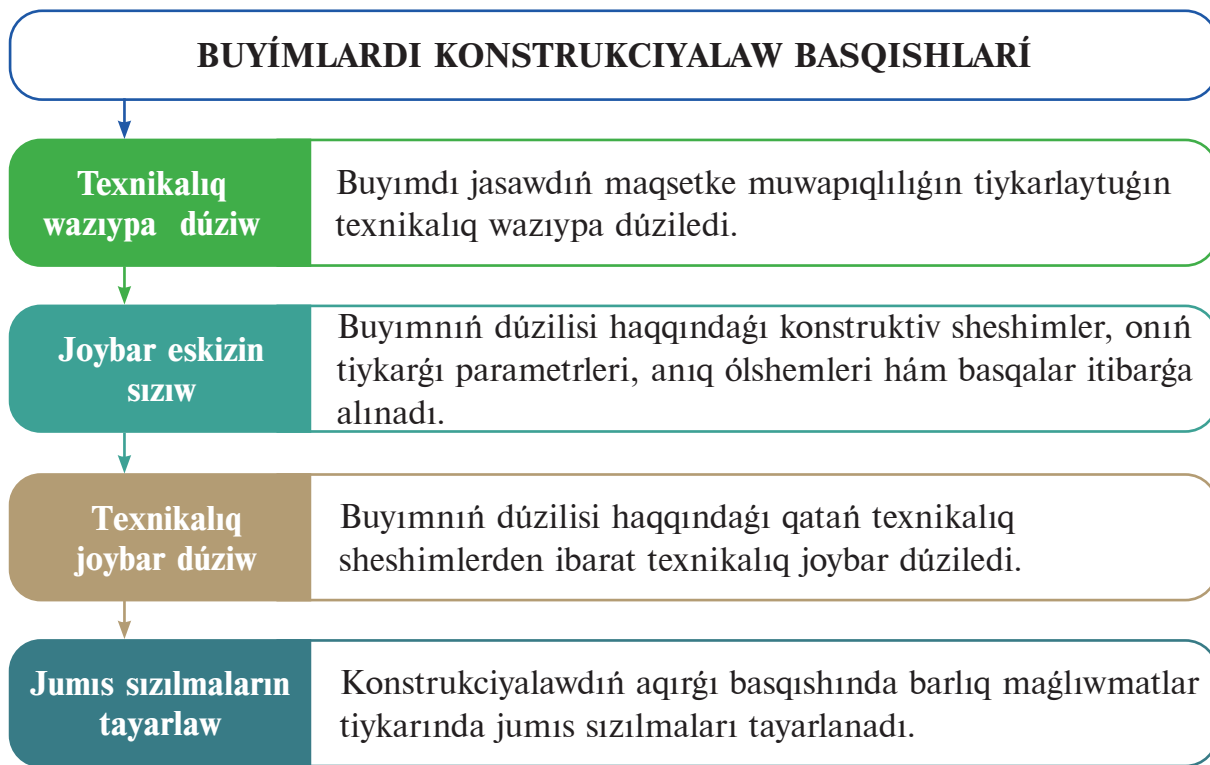 BUYÍMLARDI KONSTRUKCIYALAW BASQISHLARÍ
Texnikalıq
wazıypa dúziw
Buyımdı jasawdıń maqsetke muwapıqlılıǵın tiykarlaytuǵın
texnikalıq wazıypa dúziledi.
Joybar eskizin
sızıw
Buyımnıń dúzilisi haqqındaǵı konstruktiv sheshimler, onıń
tiykarǵı parametrleri, anıq ólshemleri hám basqalar itibarǵa
alınadı.
Texnikalıq
joybar dúziw
Buyımnıń dúzilisi haqqındaǵı qatań texnikalıq
sheshimlerden ibarat texnikalıq joybar dúziledi.
Jumıs sızılmaların
tayarlaw
Konstrukciyalawdıń aqırǵı basqıshında barlıq maǵlıwmatlar
tiykarında jumıs sızılmaları tayarlanadı.